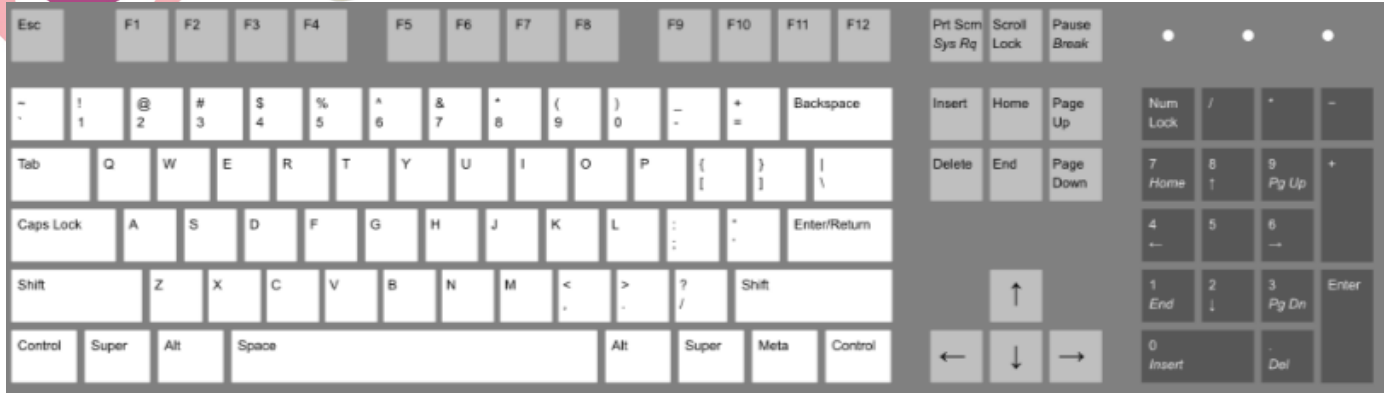 Esc F1 F2 F3 F4 F5 F6 F7 F8 F9 F10 F11 F12 Prt Scrn Scroll Pause
Sys Rq Lock Break
~ ! @ # $ % ^ & * ( ) _ + Backspace Insert Home Page Num / * -
` 1 2 3 4 5 6 7 8 9 0 - = Up Lock
Tab Q W E R T Y U I O P { } | Delete End Page 7 8 9 +
[ ] \ Down Home ↑ Pg Up
Caps Lock A S D F G H J K L : " Enter/Return 4 5 6
; ' ← →
Shift Z X C V B N M < > ? Shift ↑ 1 2 3 Enter
, . / End ↓ Pg Dn
Control Super Alt Space Alt Super Meta Control ← ↓ → 0 .
Insert Del